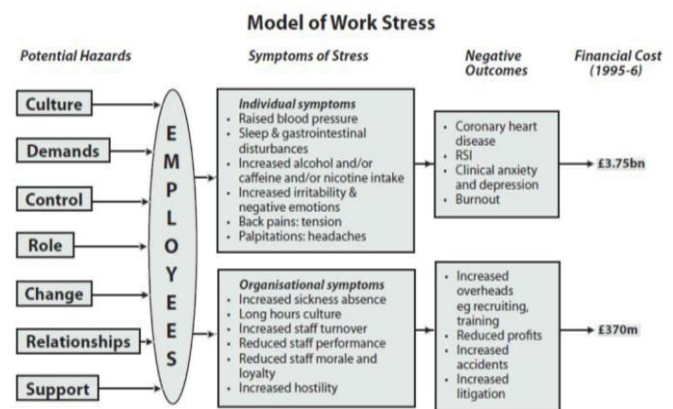 Model of Work Stress
Potential Hazards
Symptoms of Stress
Negative
Outcomes
Financial Cost
(1995-6)
Culture
Demands
Control
Role
Change
Relationships
Support
E
M
P
L
O
Y
E
E
S
Individual symptoms
• Raised blood pressure
• Sleep & gastrointestinal
disturbances
• Increased alcohol and/or
caffeine and/or nicotine intake
• Increased irritability &
negative emotions
• Back pains: tension
• Palpitations: headaches
• Coronary heart
disease
• RSI
• Clinical anxiety
and depression
• Burnout
£3.75bn
Organisational symptoms
• Increased sickness absence
• Long hours culture
• Increased staff turnover
• Reduced staff performance
• Reduced staff morale and
loyalty
• Increased hostility
• Increased
overheads
eg recruiting,
training
• Reduced profits
• Increased
accidents
• Increased
litigation
£370m